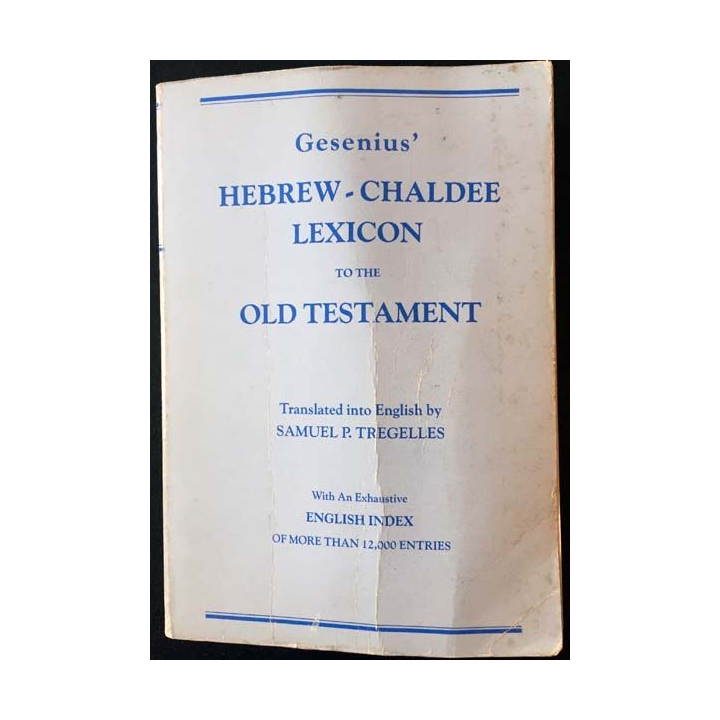 Gesenius’
HEBREW - CHALDEE
LEXICON
TO THE
OLD TESTAMENT
Translated into English by
SAMUEL P. TREGELLES
With An Exhaustive
ENGLISH INDEX
OF MORE THAN 12,000 ENTRIES